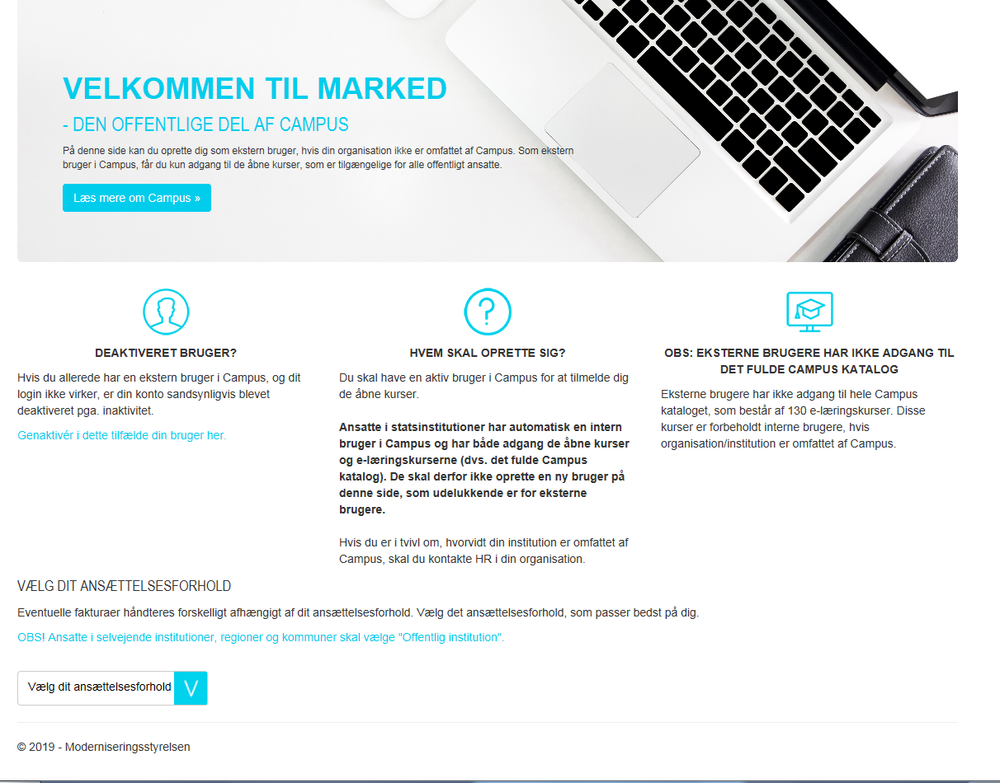 VELKOMMEN TIL MARKED
- DEN OFFENTLIGE DEL AF CAMPUS
På denne side kan du oprette dig som ekstern bruger, hvis din organisation ikke er omfattet af Campus. Som ekstern
bruger i Campus, får du kun adgang til de åbne kurser, som er tilgængelige for alle offentligt ansatte.
Læs mere om Campus »
DEAKTIVERET BRUGER?
Hvis du allerede har en ekstern bruger i Campus, og dit
login ikke virker, er din konto sandsynligvis blevet
deaktiveret pga. inaktivitet.
Genaktivér i dette tilfælde din bruger her.
HVEM SKAL OPRETTE SIG?
Du skal have en aktiv bruger i Campus for at tilmelde dig
de åbne kurser.
Ansatte i statsinstitutioner har automatisk en intern
bruger i Campus og har både adgang de åbne kurser
og e-læringskurserne (dvs. det fulde Campus
katalog). De skal derfor ikke oprette en ny bruger på
denne side, som udelukkende er for eksterne
brugere.
Hvis du er i tvivl om, hvorvidt din institution er omfattet af
Campus, skal du kontakte HR i din organisation.
OBS: EKSTERNE BRUGERE HAR IKKE ADGANG TIL
DET FULDE CAMPUS KATALOG
Eksterne brugere har ikke adgang til hele Campus
kataloget, som består af 130 e-læringskurser. Disse
kurser er forbeholdt interne brugere, hvis
organisation/institution er omfattet af Campus.
VÆLG DIT ANSÆTTELSESFORHOLD
Eventuelle fakturaer håndteres forskelligt afhængigt af dit ansættelsesforhold. Vælg det ansættelsesforhold, som passer bedst på dig.
OBS! Ansatte i selvejende institutioner, regioner og kommuner skal vælge "Offentlig institution".
Vælg dit ansættelsesforhold
© 2019 - Moderniseringsstyrelsen